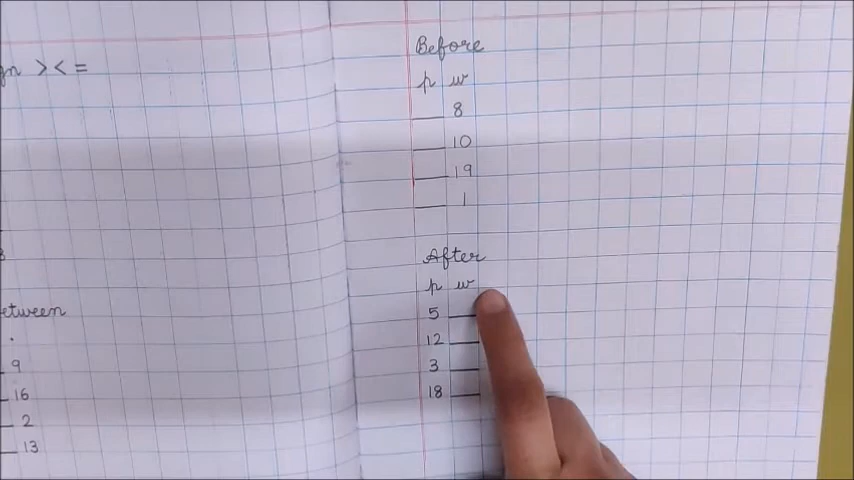 > < =
etween
9
16
2
13
Before
p w
___ 8
___ 10
___ 19
___ 1
After
p w
5 ___
12 ___
3 ___
18 ___